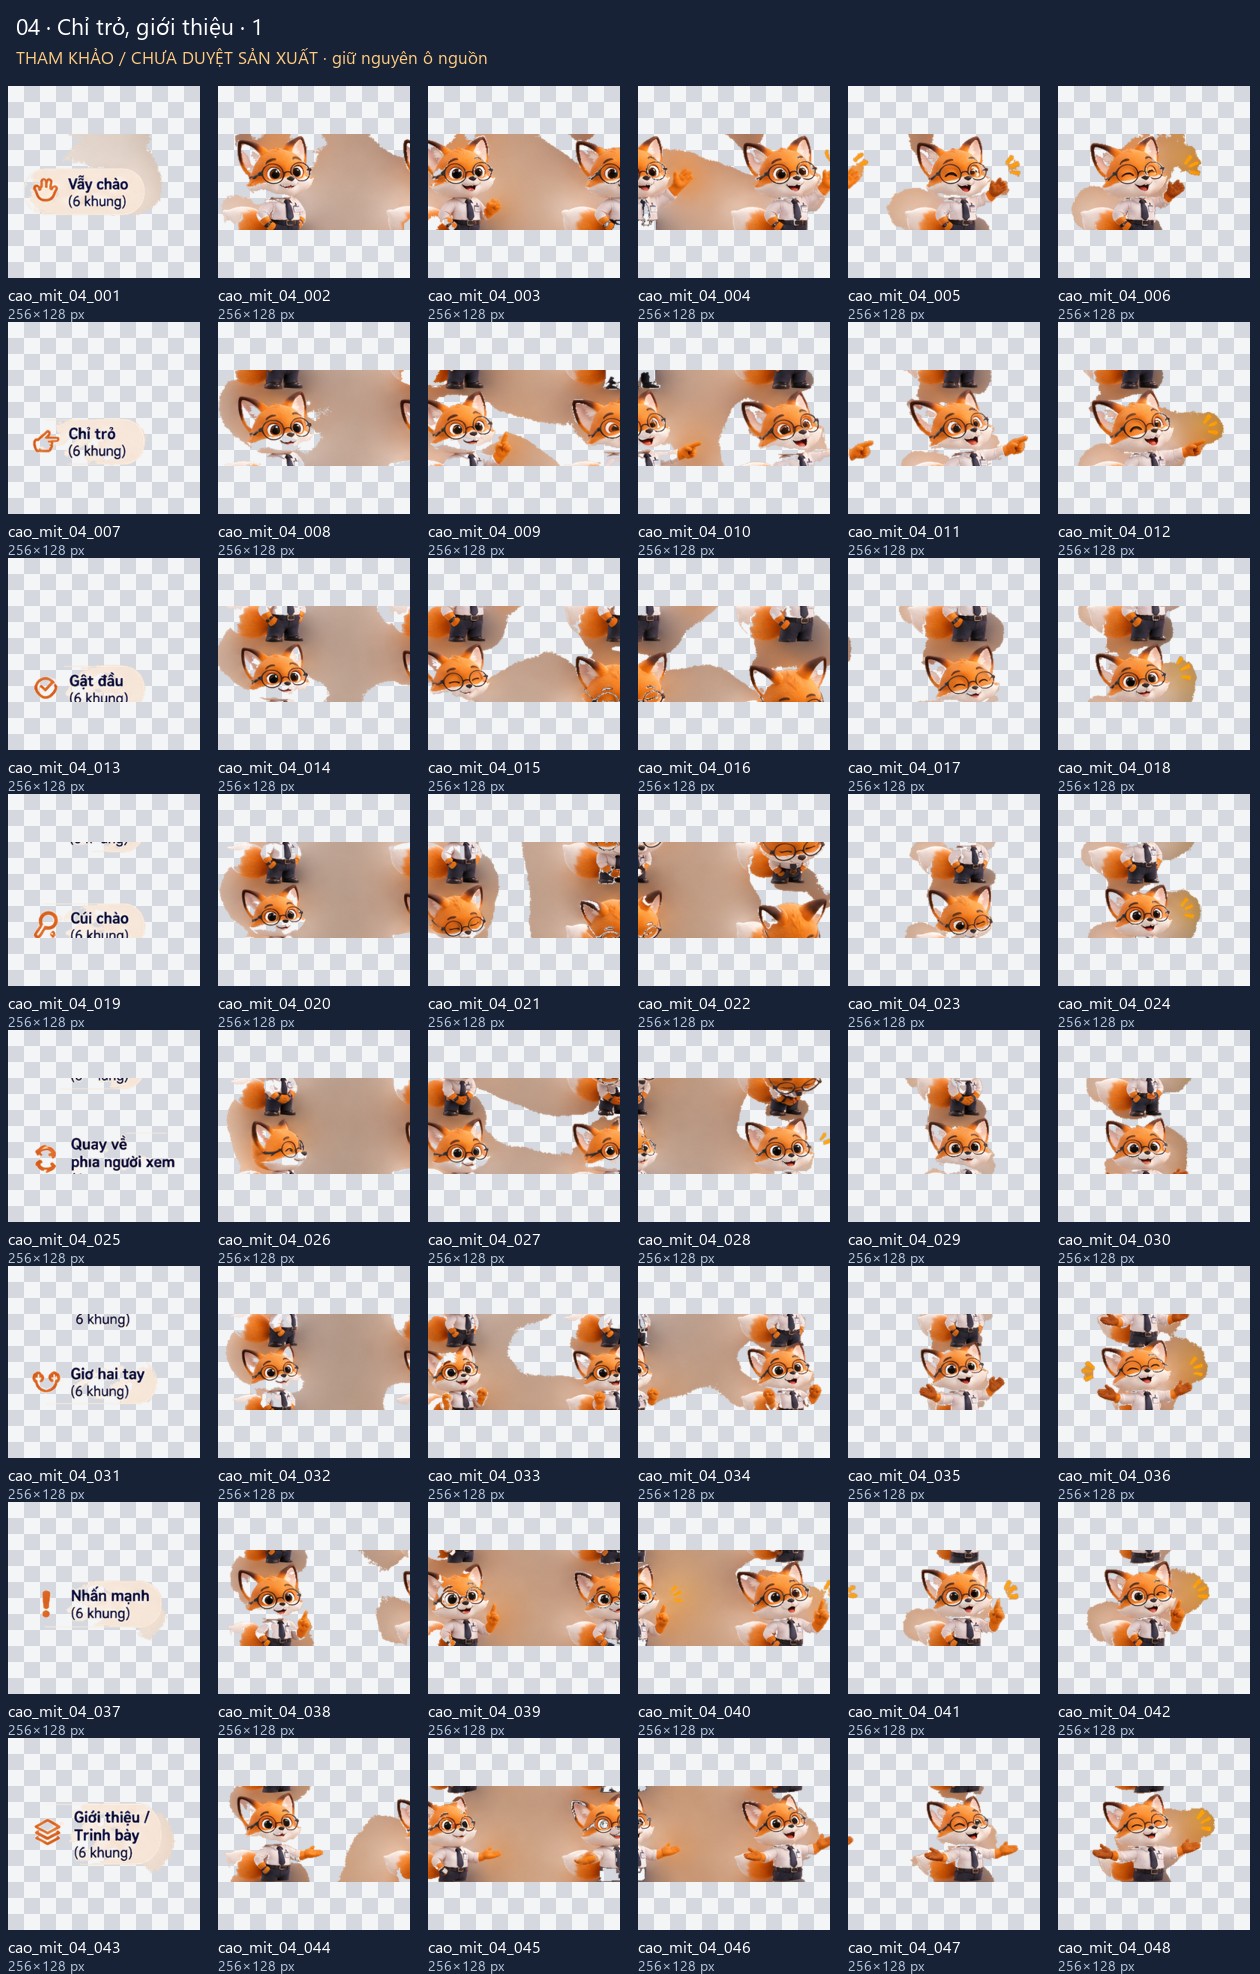 04 · Chỉ trỏ, giới thiệu · 1
THAM KHẢO / CHƯA DUYỆT SẢN XUẤT · giữ nguyên ô nguồn
Vẫy chào
(6 khung)
cao_mit_04_001
256×128 px
cao_mit_04_002
256×128 px
cao_mit_04_003
256×128 px
cao_mit_04_004
256×128 px
cao_mit_04_005
256×128 px
cao_mit_04_006
256×128 px
Chỉ trỏ
(6 khung)
cao_mit_04_007
256×128 px
cao_mit_04_008
256×128 px
cao_mit_04_009
256×128 px
cao_mit_04_010
256×128 px
cao_mit_04_011
256×128 px
cao_mit_04_012
256×128 px
Gật đầu
(6 khung)
cao_mit_04_013
256×128 px
cao_mit_04_014
256×128 px
cao_mit_04_015
256×128 px
cao_mit_04_016
256×128 px
cao_mit_04_017
256×128 px
cao_mit_04_018
256×128 px
Cúi chào
(6 khung)
cao_mit_04_019
256×128 px
cao_mit_04_020
256×128 px
cao_mit_04_021
256×128 px
cao_mit_04_022
256×128 px
cao_mit_04_023
256×128 px
cao_mit_04_024
256×128 px
Quay về
phía người xem
cao_mit_04_025
256×128 px
cao_mit_04_026
256×128 px
cao_mit_04_027
256×128 px
cao_mit_04_028
256×128 px
cao_mit_04_029
256×128 px
cao_mit_04_030
256×128 px
6 khung)
Giơ hai tay
(6 khung)
cao_mit_04_031
256×128 px
cao_mit_04_032
256×128 px
cao_mit_04_033
256×128 px
cao_mit_04_034
256×128 px
cao_mit_04_035
256×128 px
cao_mit_04_036
256×128 px
Nhấn mạnh
(6 khung)
cao_mit_04_037
256×128 px
cao_mit_04_038
256×128 px
cao_mit_04_039
256×128 px
cao_mit_04_040
256×128 px
cao_mit_04_041
256×128 px
cao_mit_04_042
256×128 px
Giới thiệu /
Trình bày
(6 khung)
cao_mit_04_043
256×128 px
cao_mit_04_044
256×128 px
cao_mit_04_045
256×128 px
cao_mit_04_046
256×128 px
cao_mit_04_047
256×128 px
cao_mit_04_048
256×128 px